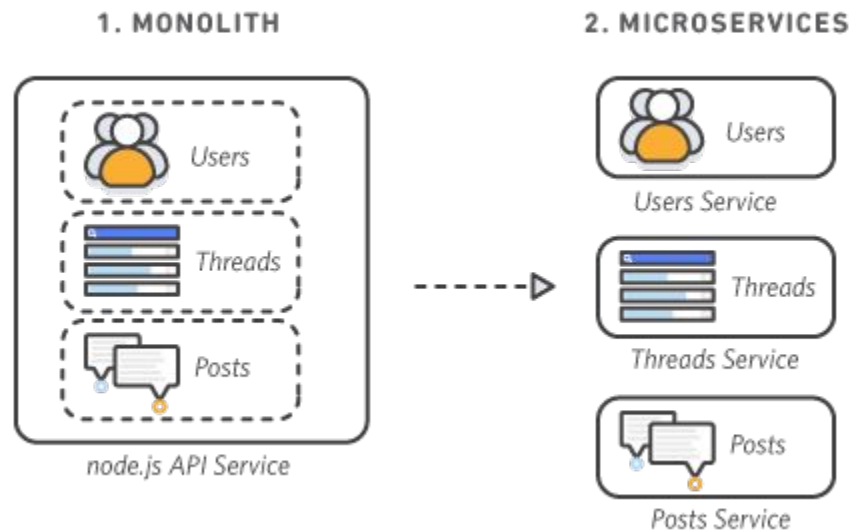 1. MONOLITH
Users
Threads
Posts
node.js API Service
2. MICROSERVICES
Users
Users Service
Threads
Threads Service
Posts
Posts Service